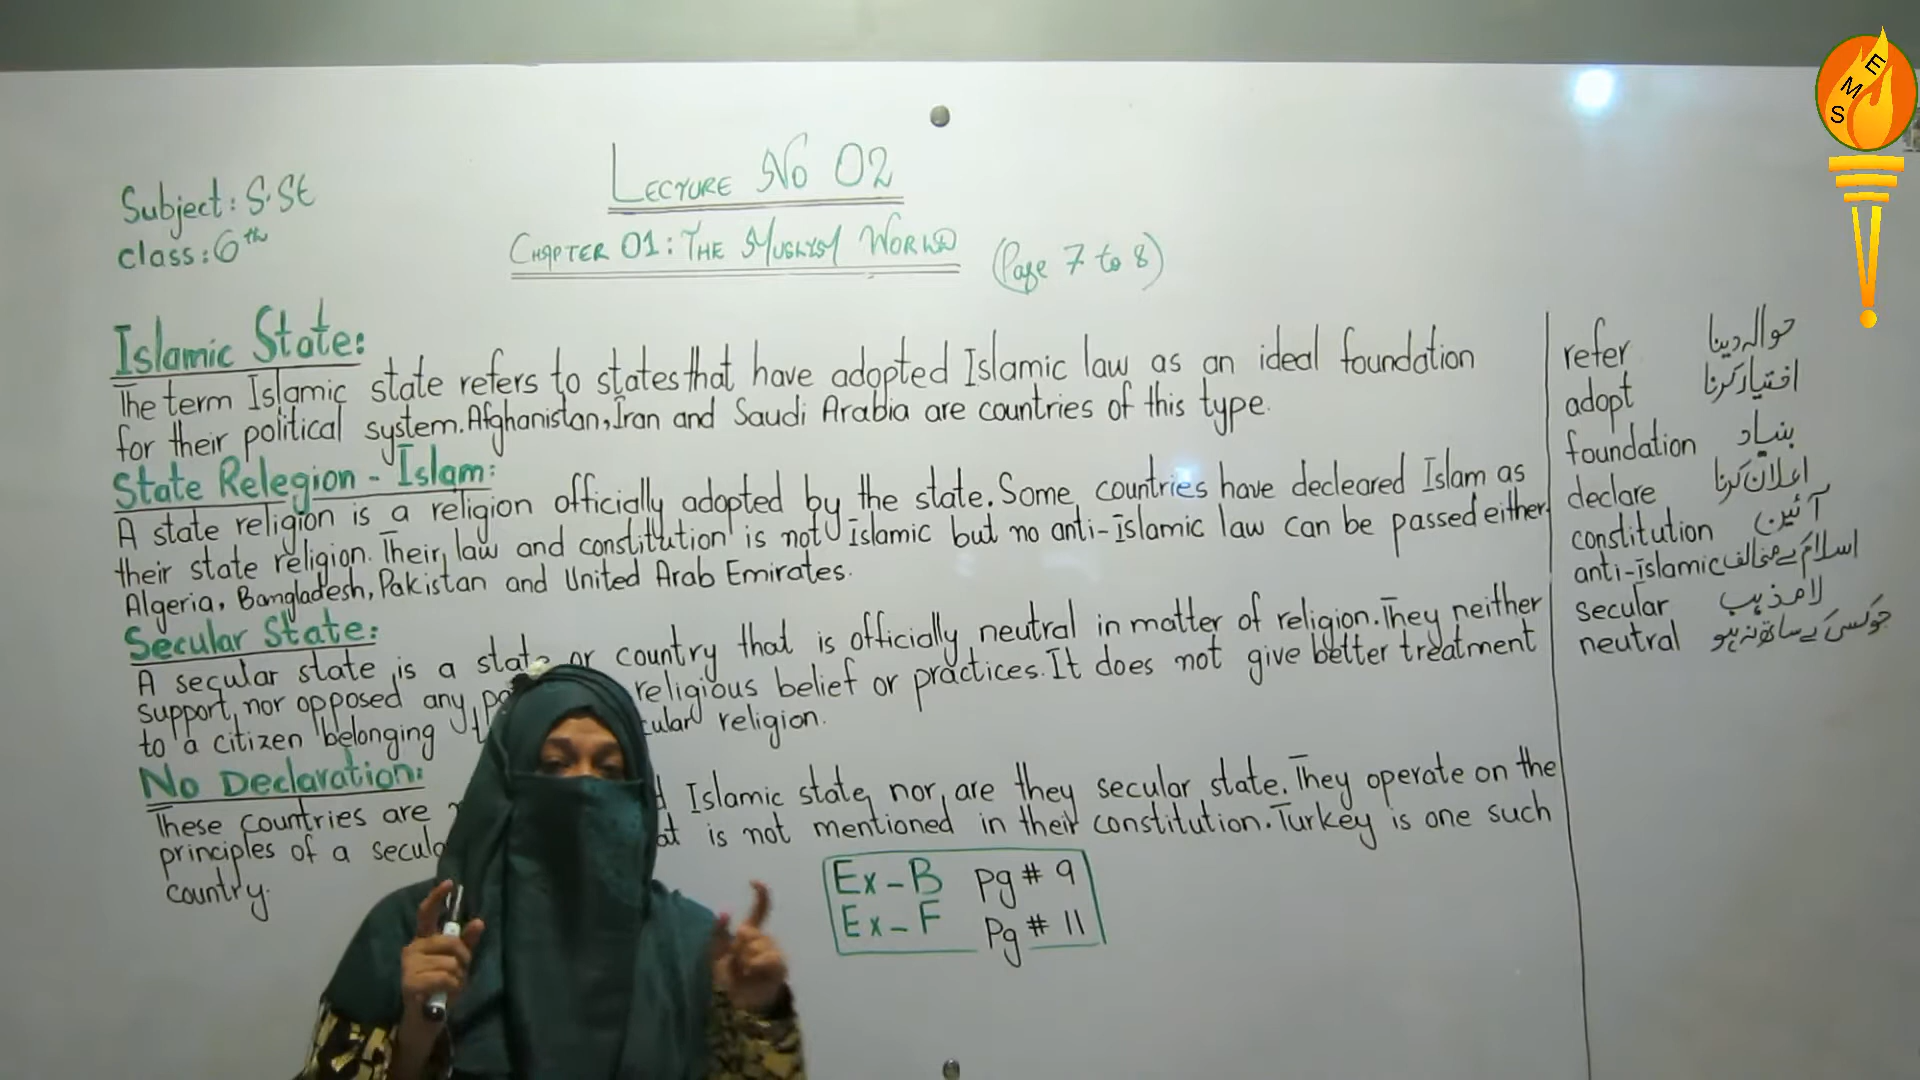 Subject: S.St
class: 6th
LECTURE NO 02
CHAPTER 01: THE MUSLIM WORLD (Page 7 to 8)
Islamic State:
The term Islamic state refers to states that have adopted Islamic law as an ideal foundation
for their political system. Afghanistan, Iran and Saudi Arabia are countries of this type.
State Relegion - Islam:
A state religion is a religion officially adopted by the state. Some countries have decleared Islam as
their state religion. Their law and constitution is not Islamic but no anti-islamic law can be passed either.
Algeria, Bangladesh, Pakistan and United Arab Emirates.
Secular State:
A secular state is a state or country that is officially neutral in matter of religion. They neither
support nor opposed any religious belief or practices. It does not give better treatment
to a citizen belonging religion.
No Declaration:
These countries are Islamic state nor are they secular state. They operate on the
principles of a is not mentioned in their constitution. Turkey is one such
country.
Ex-B Pg # 9
Ex-F Pg # 11
refer حوالہ دینا
adopt اختیار کرنا
foundation بنیاد
declare اعلان کرنا
constitution آئین
anti-islamic اسلام کے مخالف
secular لا مذہب
neutral جو کسی کے ساتھ نہ ہو
E
M
S